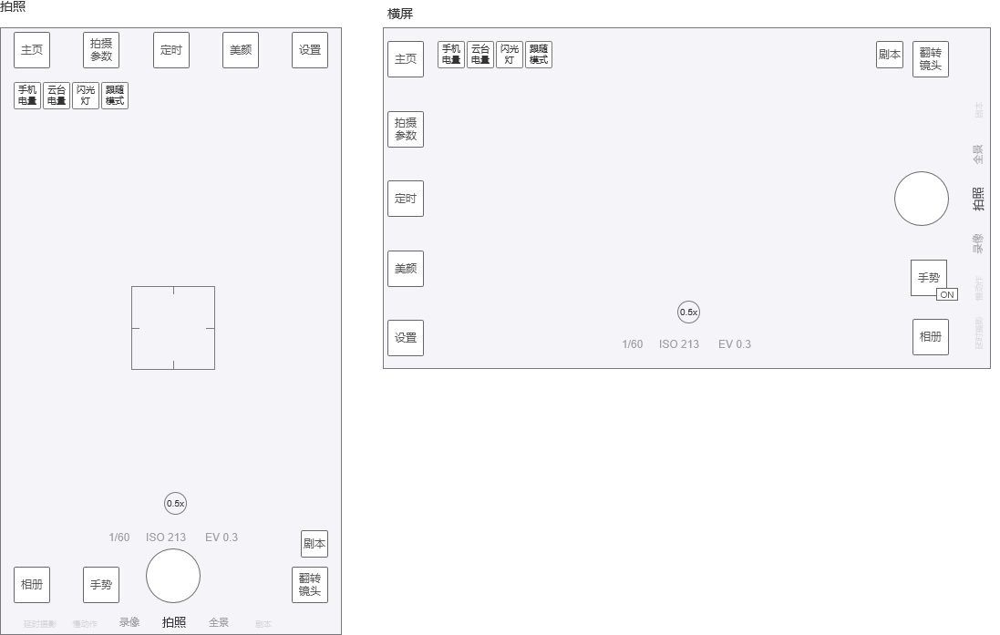 拍照
主页
拍摄
参数
定时
美颜
设置
手机
电量
云台
电量
闪光
灯
跟随
模式
0.5x
1/60 ISO 213 EV 0.3
剧本
相册
手势
翻转
镜头
延时摄影 慢动作 录像 拍照 全景 剧本
横屏
主页
手机
电量
云台
电量
闪光
灯
跟随
模式
剧本
翻转
镜头
拍摄
参数
定时
美颜
设置
0.5x
1/60 ISO 213 EV 0.3
手势
ON
相册
剧本
全景
拍照
录像
慢动作
延时摄影